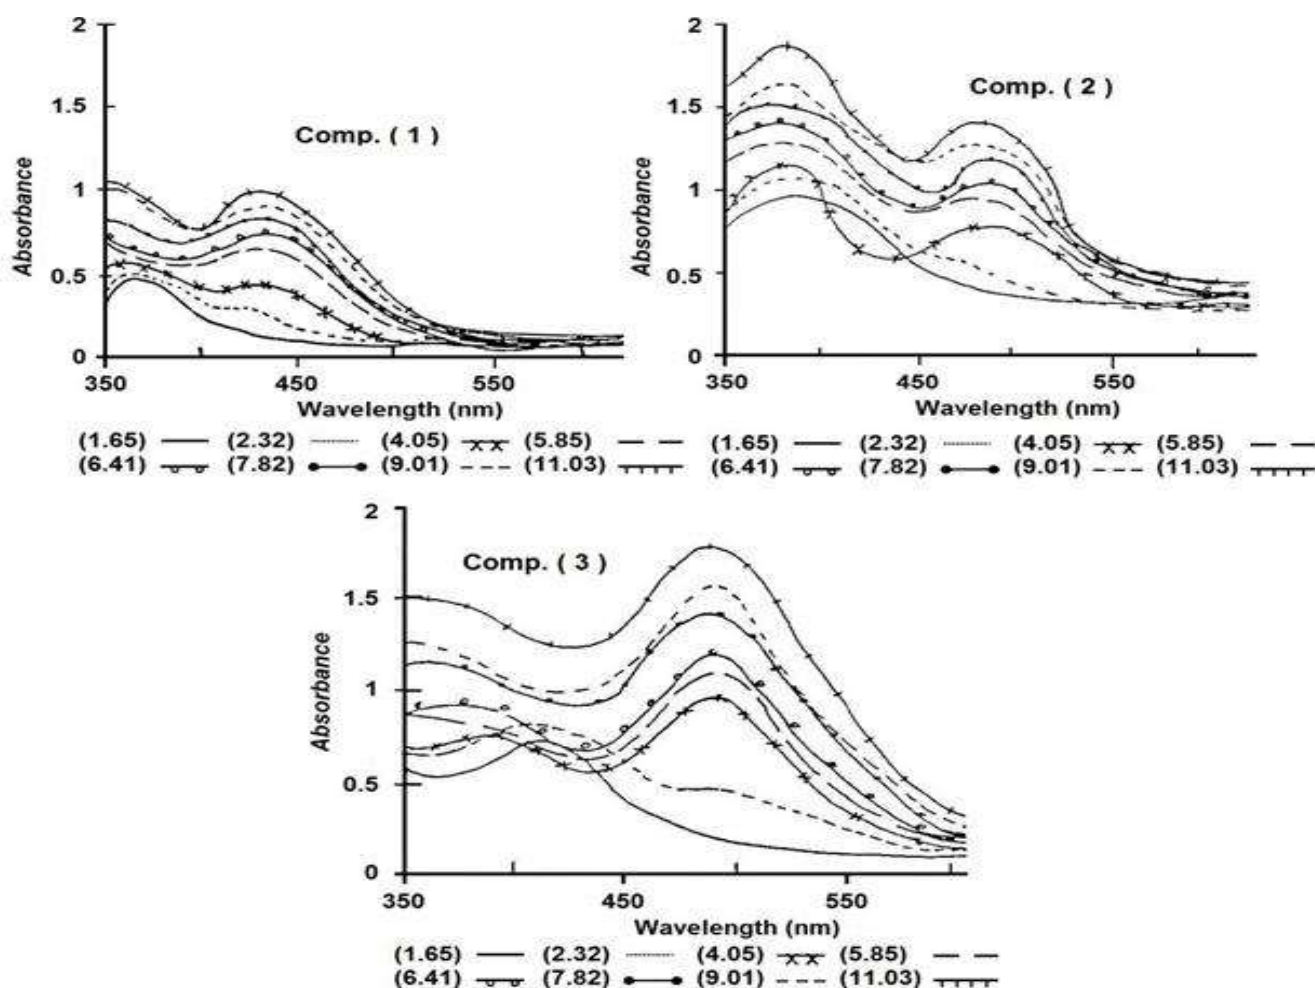 2
1.5
1
0.5
0
Absorbance
Comp. ( 1 )
350 450 550
Wavelength (nm)
(1.65) (2.32) (4.05) (5.85)
(6.41) (7.82) (9.01) (11.03)
2
1.5
1
0.5
0
Absorbance
Comp. ( 2 )
350 450 550
Wavelength (nm)
(1.65) (2.32) (4.05) (5.85)
(6.41) (7.82) (9.01) (11.03)
2
1.5
1
0.5
0
Absorbance
Comp. ( 3 )
350 450 550
Wavelength (nm)
(1.65) (2.32) (4.05) (5.85)
(6.41) (7.82) (9.01) (11.03)